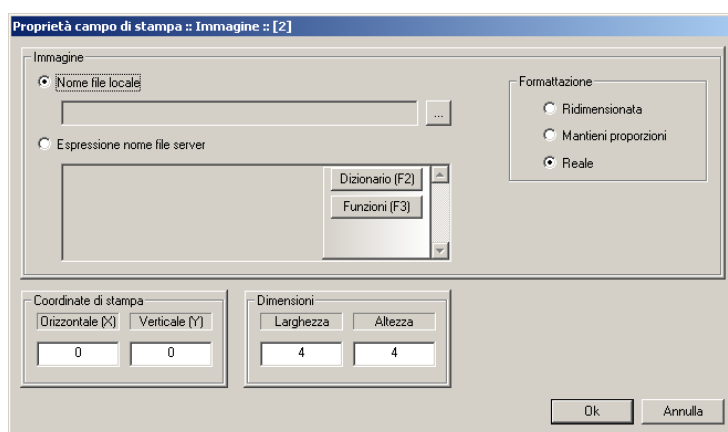 Proprietà campo di stampa :: Immagine :: [2]
Immagine
Nome file locale
...
Espressione nome file server
Dizionario (F2)
Funzioni (F3)
Formattazione
Ridimensionata
Mantieni proporzioni
Reale
Coordinate di stampa
Orizzontale (X) Verticale (Y)
0 0
Dimensioni
Larghezza Altezza
4 4
Ok Annulla